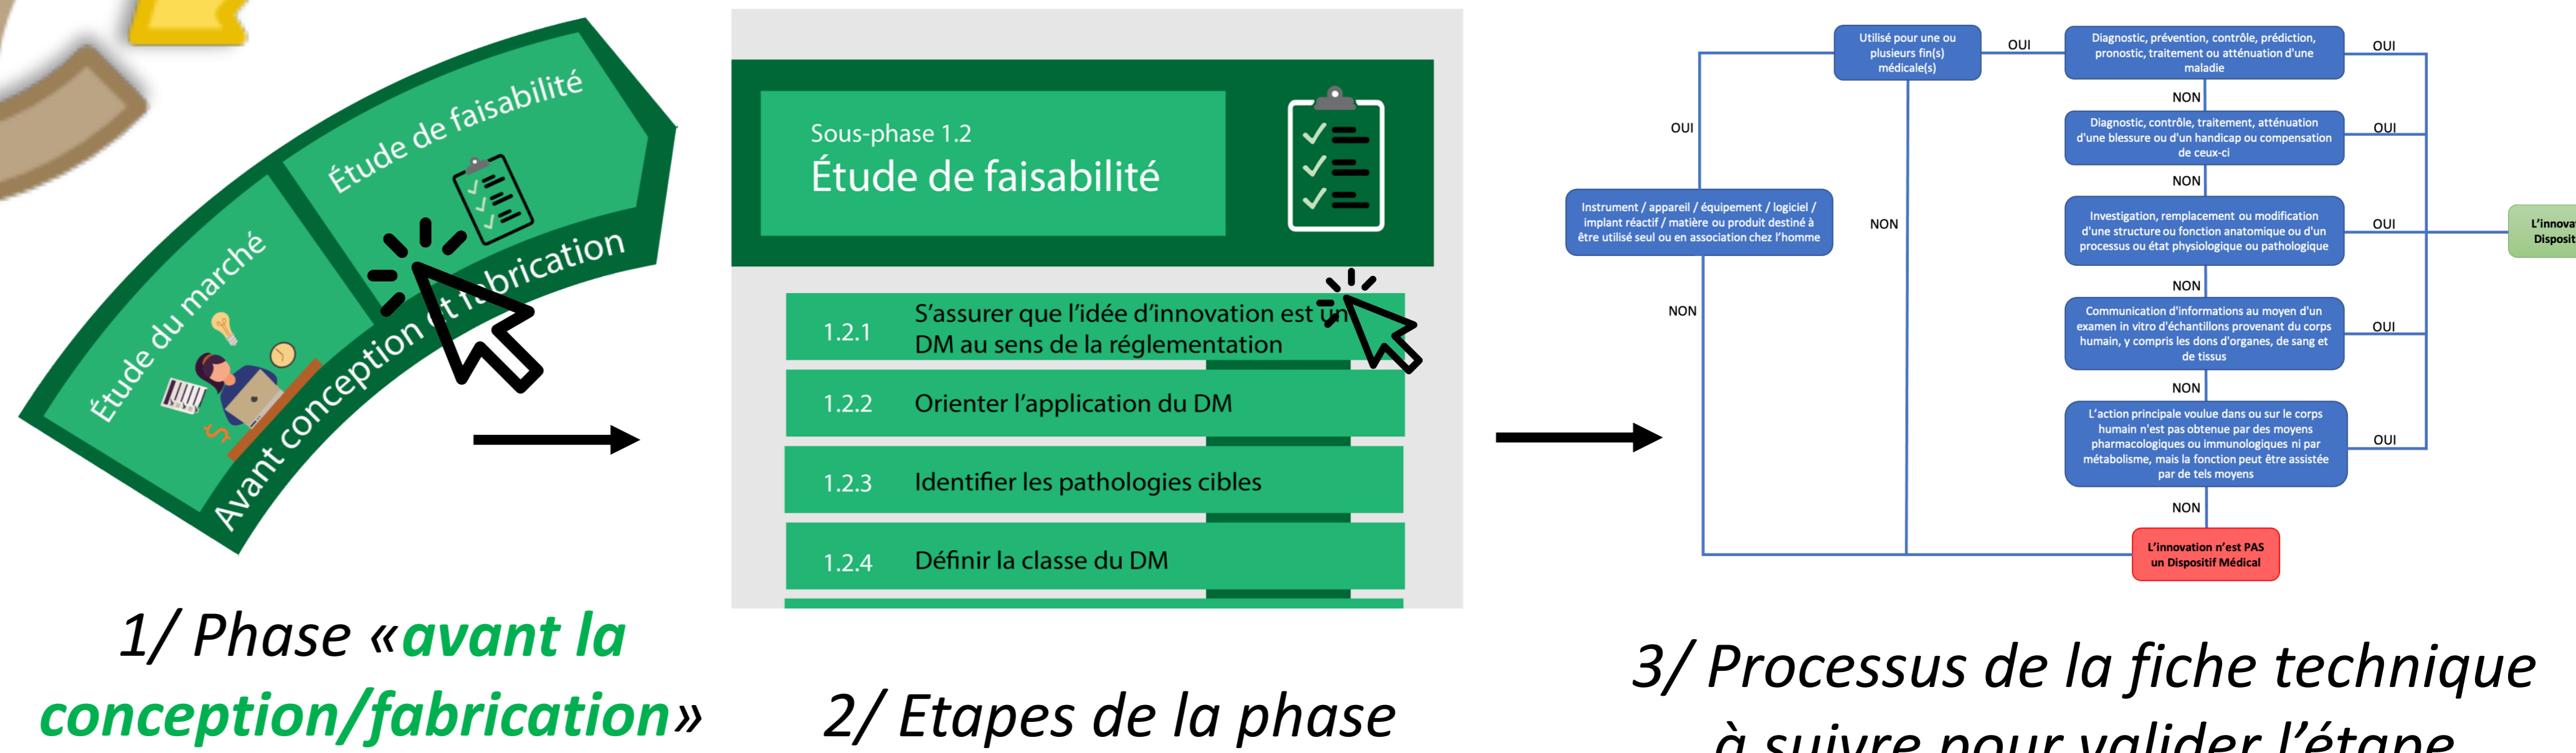 Étude du marché
Étude de faisabilité
Avant conception et fabrication
1/ Phase «avant la
conception/fabrication»
Sous-phase 1.2
Étude de faisabilité
1.2.1 S’assurer que l’idée d’innovation est un
DM au sens de la réglementation
1.2.2 Orienter l’application du DM
1.2.3 Identifier les pathologies cibles
1.2.4 Définir la classe du DM
2/ Etapes de la phase
Utilisé pour une ou
plusieurs fin(s)
médicale(s)
OUI
Diagnostic, prévention, contrôle, prédiction,
pronostic, traitement ou atténuation d'une
maladie
OUI
NON
OUI
Diagnostic, contrôle, traitement, atténuation
d'une blessure ou d'un handicap ou compensation
de ceux-ci
OUI
NON
Instrument / appareil / équipement / logiciel /
implant réactif / matière ou produit destiné à
être utilisé seul ou en association chez l’homme
NON
Investigation, remplacement ou modification
d'une structure ou fonction anatomique ou d'un
processus ou état physiologique ou pathologique
OUI
L’innova
Disposit
NON
NON
Communication d'informations au moyen d'un
examen in vitro d'échantillons provenant du corps
humain, y compris les dons d'organes, de sang et
de tissus
OUI
NON
L'action principale voulue dans ou sur le corps
humain n'est pas obtenue par des moyens
pharmacologiques ou immunologiques ni par
métabolisme, mais la fonction peut être assistée
par de tels moyens
OUI
NON
L’innovation n’est PAS
un Dispositif Médical
3/ Processus de la fiche technique
à suivre pour valider l’étape